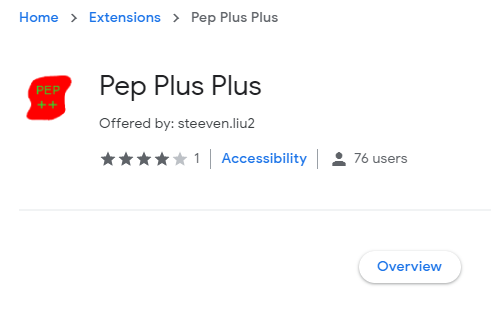 Home > Extensions > Pep Plus Plus
PEP
++
Pep Plus Plus
Offered by: steeven.liu2
1 Accessibility 76 users
Overview